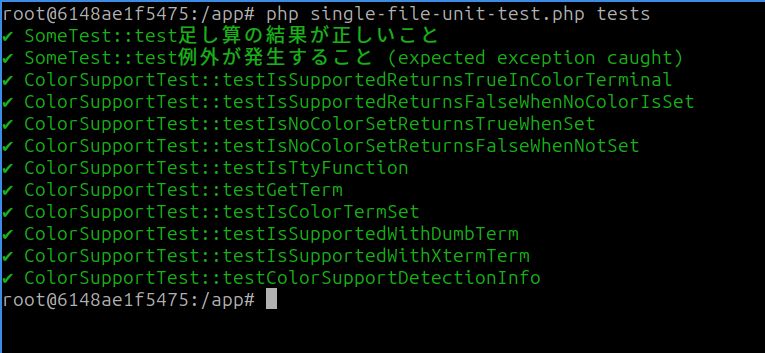 root@6148ae1f5475:/app# php single-file-unit-test.php tests
✔ SomeTest::test足し算の結果が正しいこと
✔ SomeTest::test例外が発生すること (expected exception caught)
✔ ColorSupportTest::testIsSupportedReturnsTrueInColorTerminal
✔ ColorSupportTest::testIsSupportedReturnsFalseWhenNoColorIsSet
✔ ColorSupportTest::testIsNoColorSetReturnsTrueWhenSet
✔ ColorSupportTest::testIsNoColorSetReturnsFalseWhenNotSet
✔ ColorSupportTest::testIsTtyFunction
✔ ColorSupportTest::testGetTerm
✔ ColorSupportTest::testIsColorTermSet
✔ ColorSupportTest::testIsSupportedWithDumbTerm
✔ ColorSupportTest::testIsSupportedWithXtermTerm
✔ ColorSupportTest::testColorSupportDetectionInfo
root@6148ae1f5475:/app#